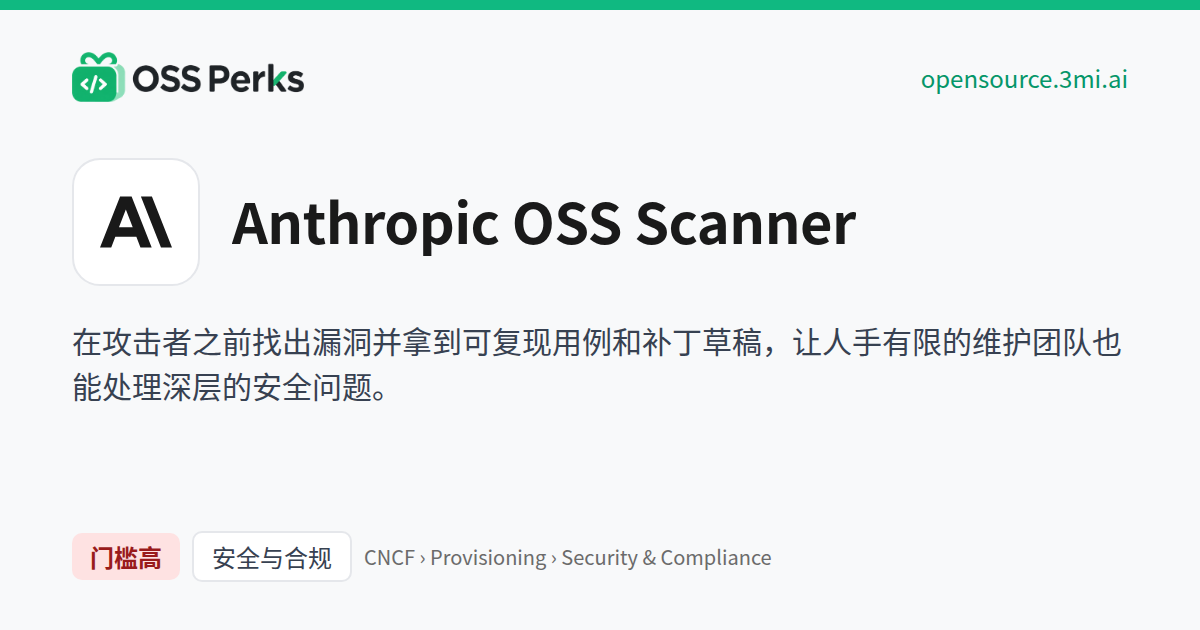 OSS Perks
opensource.3mi.ai
Anthropic OSS Scanner
在攻击者之前找出漏洞并拿到可复现用例和补丁草稿，让人手有限的维护团队也
能处理深层的安全问题。
门槛高
安全与合规
CNCF › Provisioning › Security & Compliance